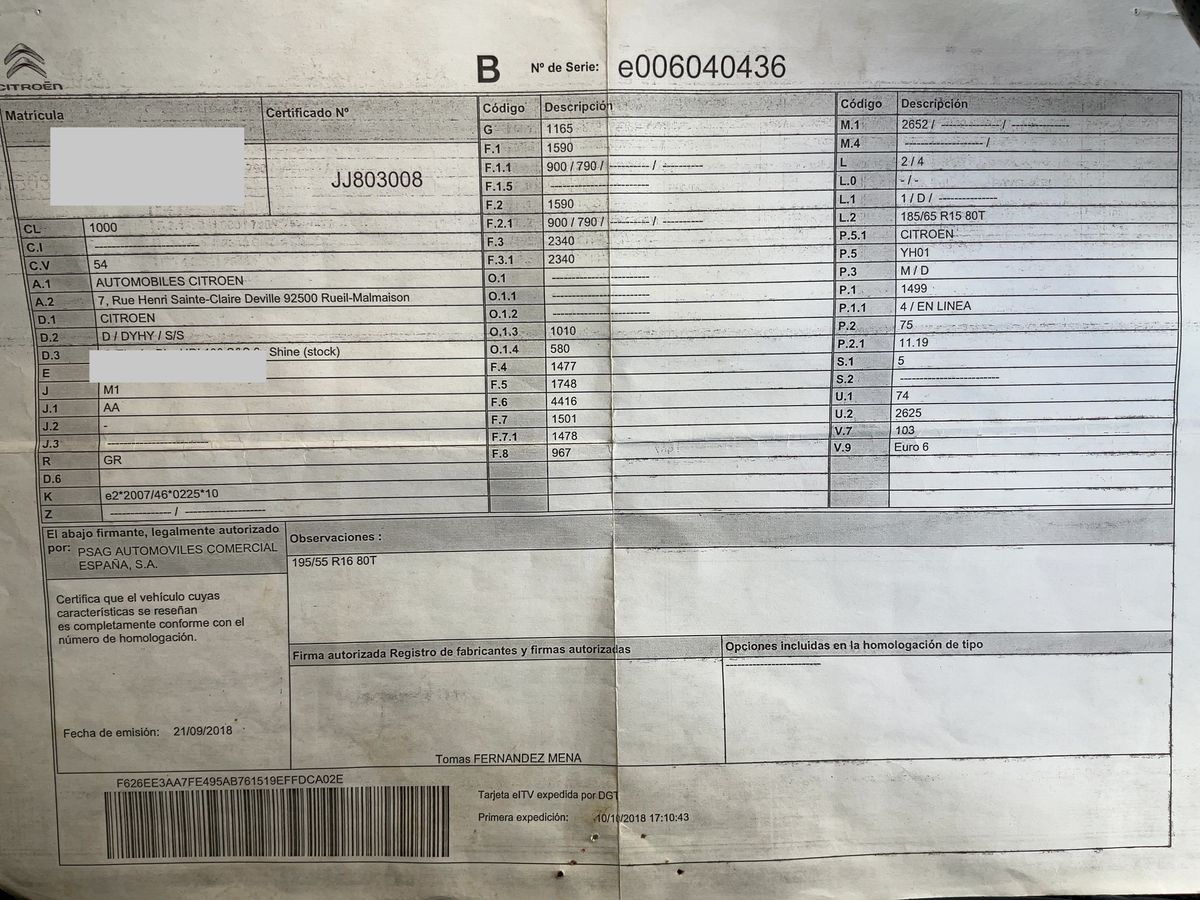 CITROËN
B Nº de Serie: e006040436
Matrícula
Certificado Nº
JJ803008
CL 1000
C.I --------------------
C.V 54
A.1 AUTOMOBILES CITROEN
A.2 7, Rue Henri Sainte-Claire Deville 92500 Rueil-Malmaison
D.1 CITROEN
D.2 D / DYHY / S/S
D.3 Shine (stock)
E
J M1
J.1 AA
J.2 -
J.3 --------------------
R GR
D.6
K e2*2007/46*0225*10
Z ------------ / ----------------
Código Descripción
G 1165
F.1 1590
F.1.1 900 / 790 / -------- / --------
F.1.5 --------------------
F.2 1590
F.2.1 900 / 790 / -------- / --------
F.3 2340
F.3.1 2340
O.1 --------------------
O.1.1 --------------------
O.1.2 --------------------
O.1.3 1010
O.1.4 580
F.4 1477
F.5 1748
F.6 4416
F.7 1501
F.7.1 1478
F.8 967
Código Descripción
M.1 2652 / ------------ / ------------
M.4 ---------------- /
L 2 / 4
L.0 - / -
L.1 1 / D / ------------
L.2 185/65 R15 80T
P.5.1 CITROEN
P.5 YH01
P.3 M / D
P.1 1499
P.1.1 4 / EN LINEA
P.2 75
P.2.1 11.19
S.1 5
S.2 --------------------
U.1 74
U.2 2625
V.7 103
V.9 Euro 6
El abajo firmante, legalmente autorizado
por: PSAG AUTOMOVILES COMERCIAL
ESPAÑA, S.A.
Certifica que el vehículo cuyas
características se reseñan
es completamente conforme con el
número de homologación.
Fecha de emisión: 21/09/2018
Observaciones :
195/55 R16 80T
Firma autorizada Registro de fabricantes y firmas autorizadas
Tomas FERNANDEZ MENA
Opciones incluidas en la homologación de tipo
--------------------
F626EE3AA7FE495AB761519EFFDCA02E
Tarjeta eITV expedida por DGT
Primera expedición: 10/10/2018 17:10:43